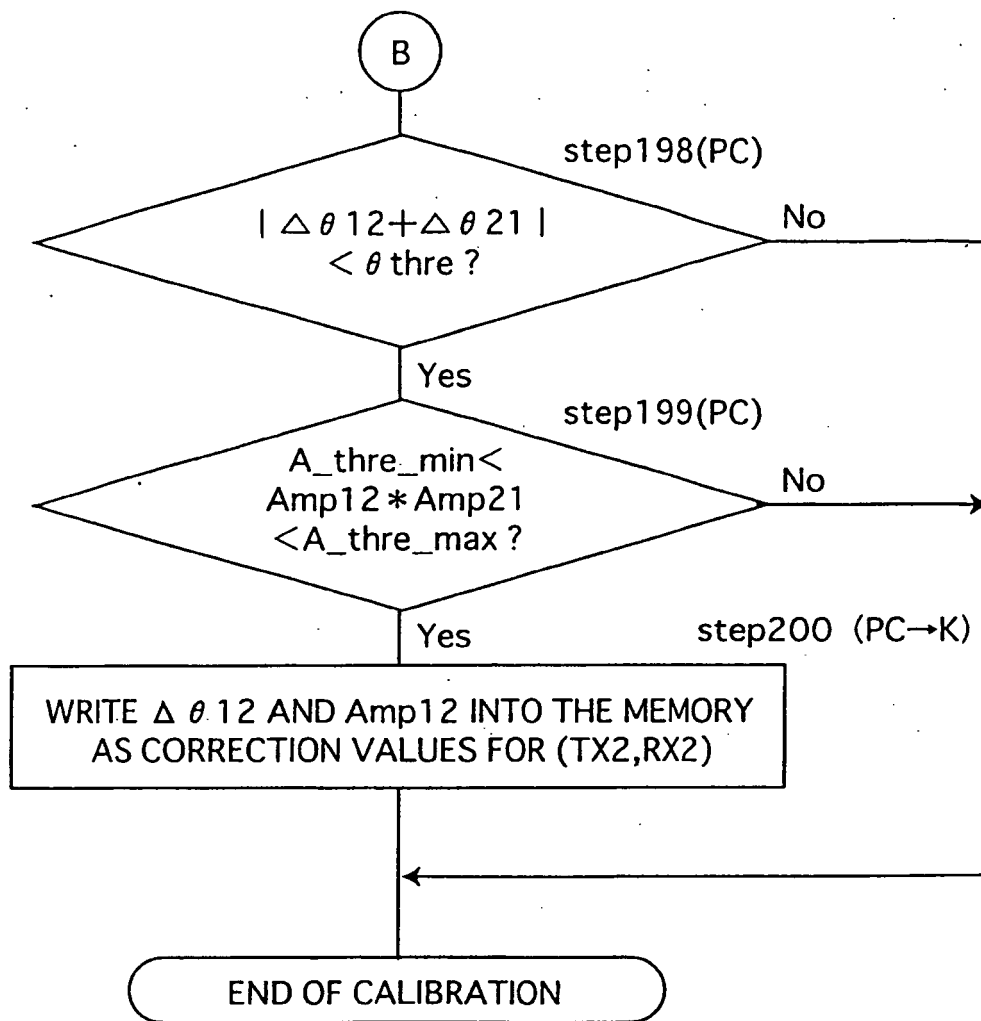 B
step198(PC)
| △θ12+△θ21 |
<θthre ?
No
Yes
step199(PC)
A_thre_min<
Amp12*Amp21
<A_thre_max ?
No
Yes
step200 (PC→K)
WRITE △θ12 AND Amp12 INTO THE MEMORY
AS CORRECTION VALUES FOR (TX2,RX2)
END OF CALIBRATION